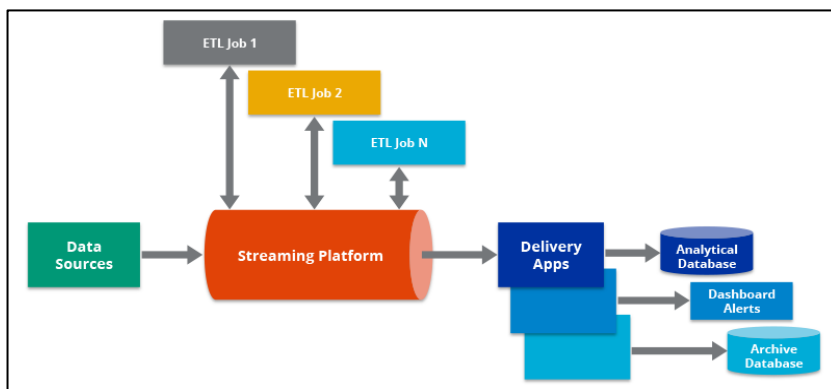 ETL Job 1
ETL Job 2
ETL Job N
Data
Sources
Streaming Platform
Delivery
Apps
Analytical
Database
Dashboard
Alerts
Archive
Database